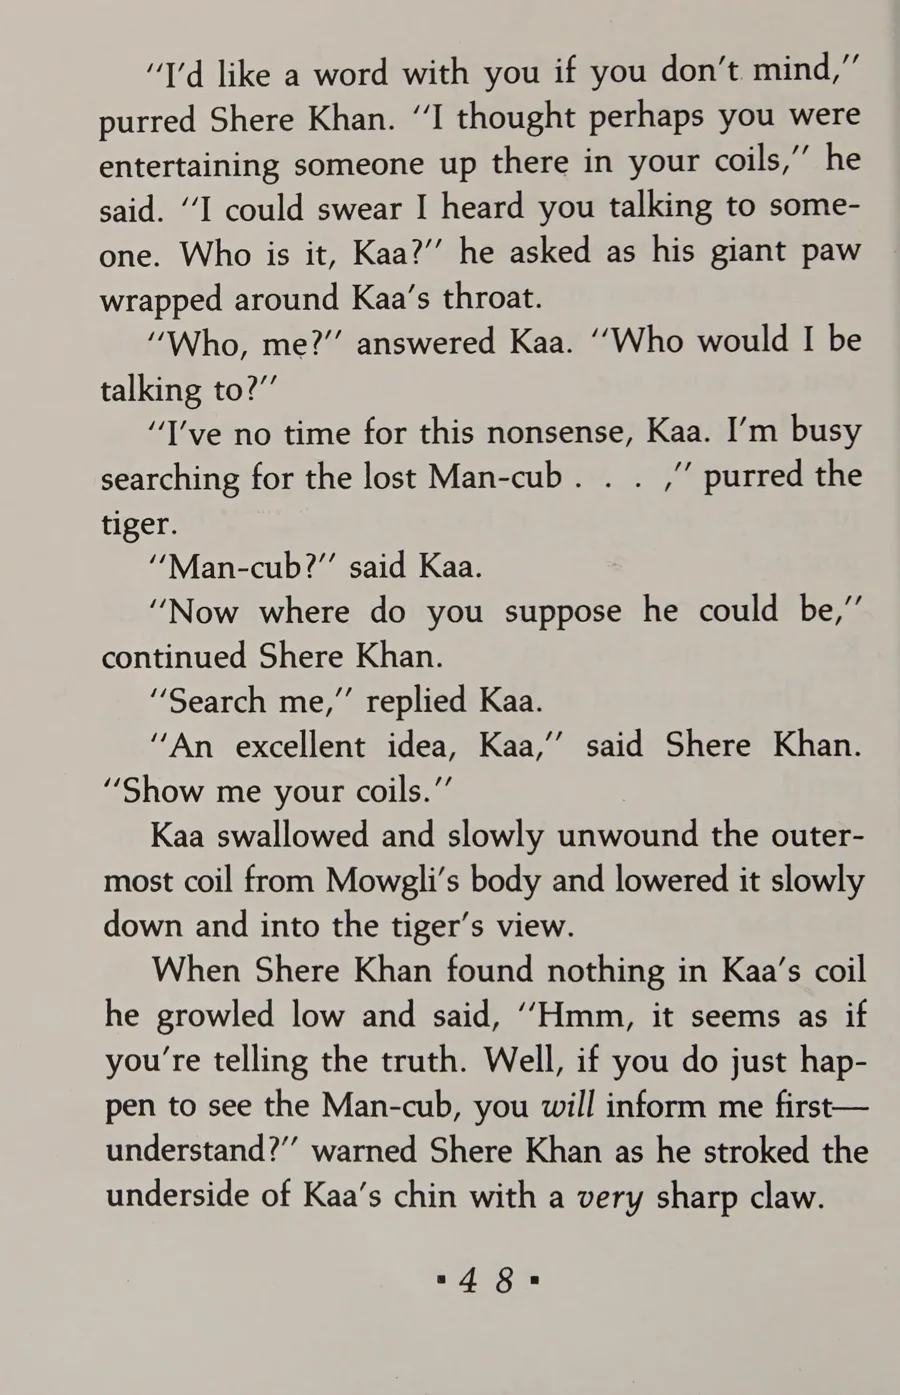 "I'd like a word with you if you don't mind,"
purred Shere Khan. "I thought perhaps you were
entertaining someone up there in your coils," he
said. "I could swear I heard you talking to some-
one. Who is it, Kaa?" he asked as his giant paw
wrapped around Kaa's throat.
"Who, me?" answered Kaa. "Who would I be
talking to?"
"I've no time for this nonsense, Kaa. I'm busy
searching for the lost Man-cub . . . ," purred the
tiger.
"Man-cub?" said Kaa.
"Now where do you suppose he could be,"
continued Shere Khan.
"Search me," replied Kaa.
"An excellent idea, Kaa," said Shere Khan.
"Show me your coils."
Kaa swallowed and slowly unwound the outer-
most coil from Mowgli's body and lowered it slowly
down and into the tiger's view.
When Shere Khan found nothing in Kaa's coil
he growled low and said, "Hmm, it seems as if
you're telling the truth. Well, if you do just hap-
pen to see the Man-cub, you will inform me first—
understand?" warned Shere Khan as he stroked the
underside of Kaa's chin with a very sharp claw.
▪ 4 8 ▪